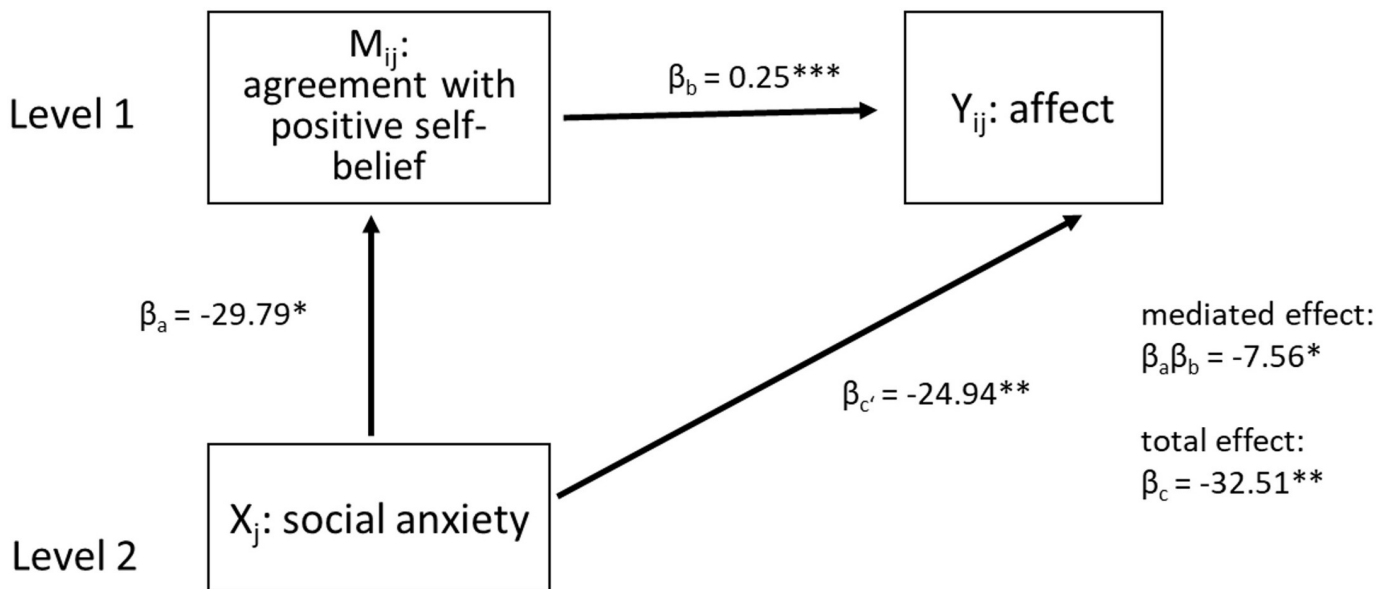 Level 1
Mij:
agreement with
positive self-
belief
βb = 0.25***
Yij: affect
βa = -29.79*
βc′ = -24.94**
mediated effect:
βaβb = -7.56*
total effect:
βc = -32.51**
Xj: social anxiety
Level 2